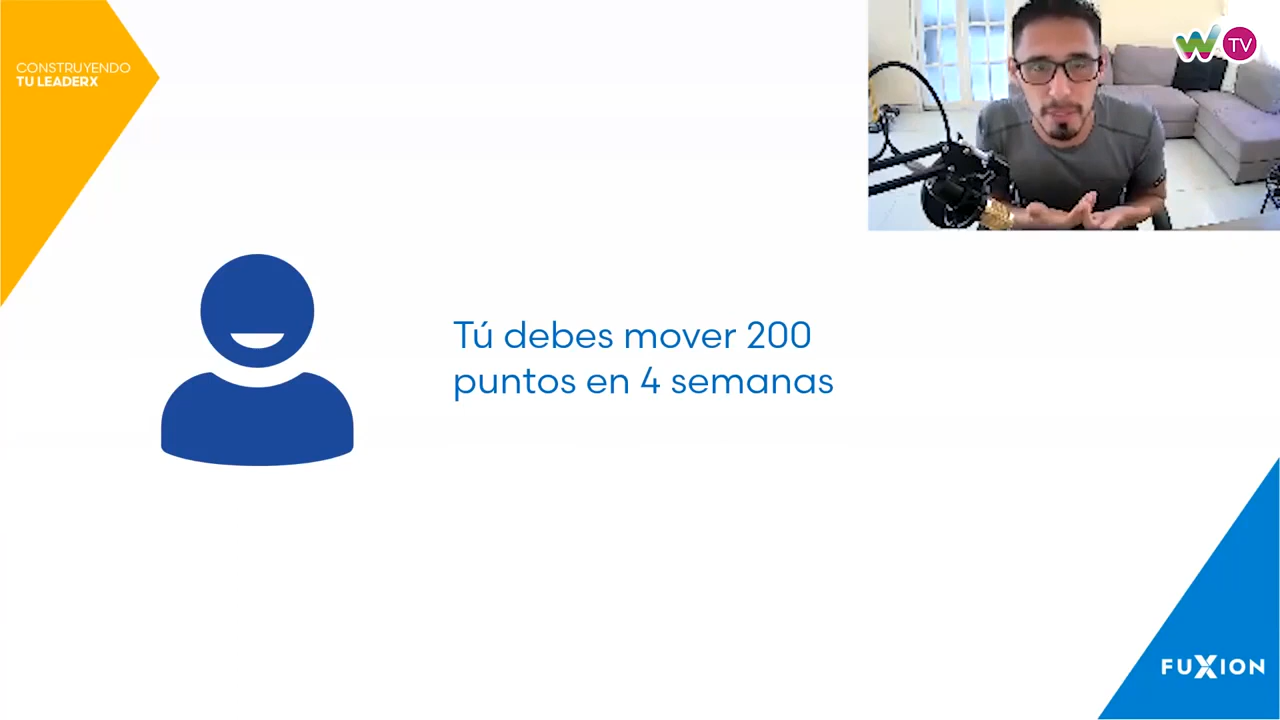 CONSTRUYENDO
TU LEADERX
TV
Tú debes mover 200
puntos en 4 semanas
FUXION